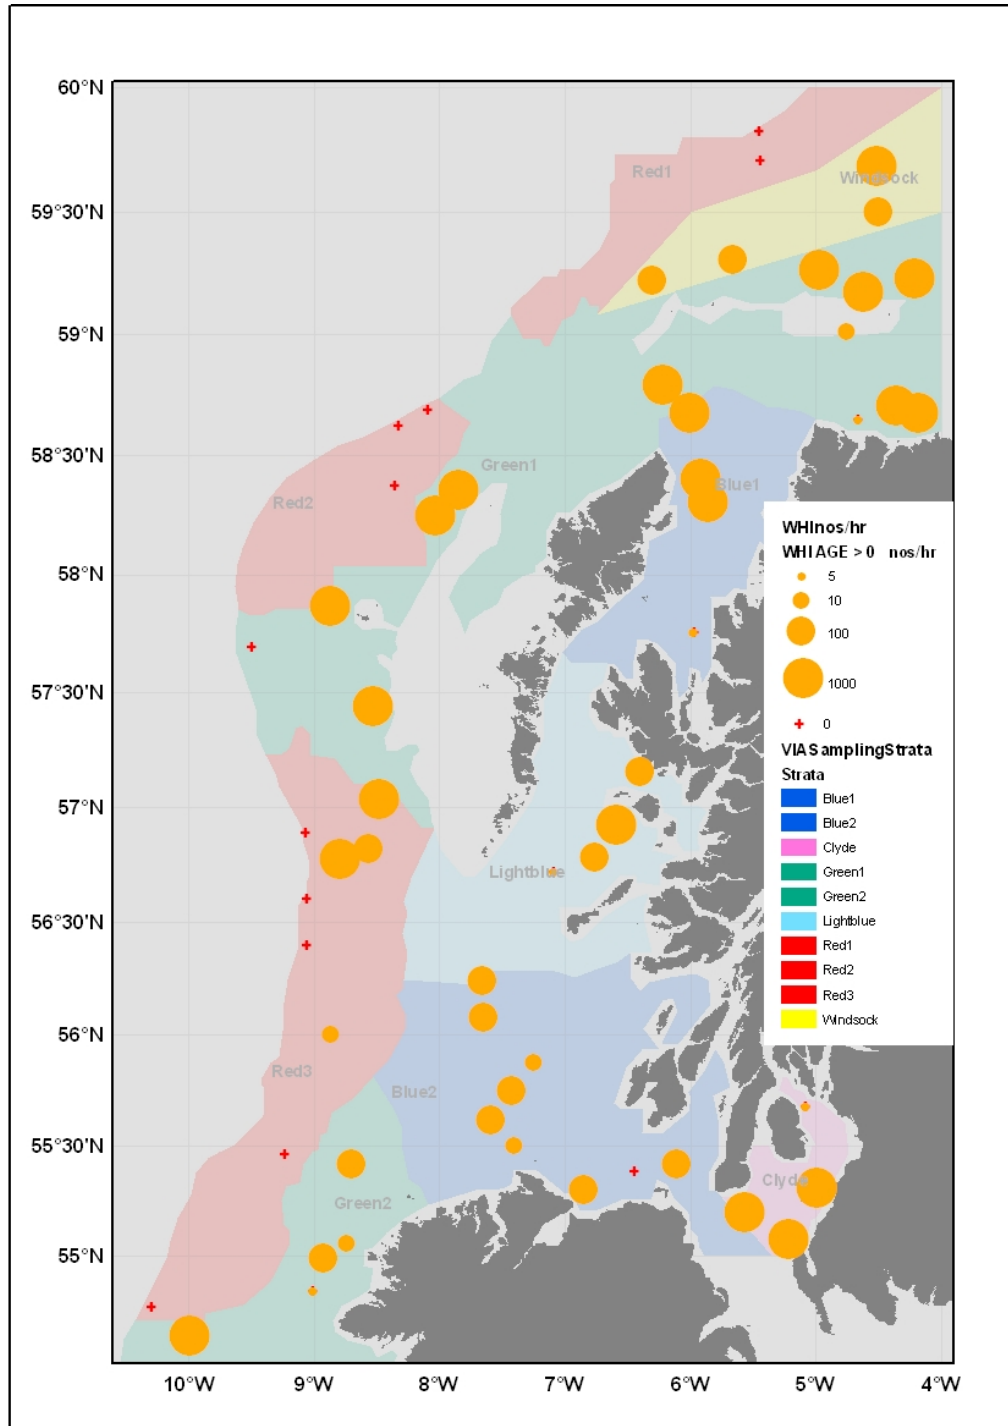 60°N
Red1
Windsock
59°30'N
59°N
58°30'N
Green1
Blue1
Red2
58°N
57°30'N
57°N
Lightblue
56°30'N
56°N
Red3
Blue2
55°30'N
Clyde
Green2
55°N
10°W 9°W 8°W 7°W 6°W 5°W 4°W
WHInos/hr
WHIAGE > 0 nos/hr
5
10
100
1000
0
VIASamplingStrata
Strata
Blue1
Blue2
Clyde
Green1
Green2
Lightblue
Red1
Red2
Red3
Windsock